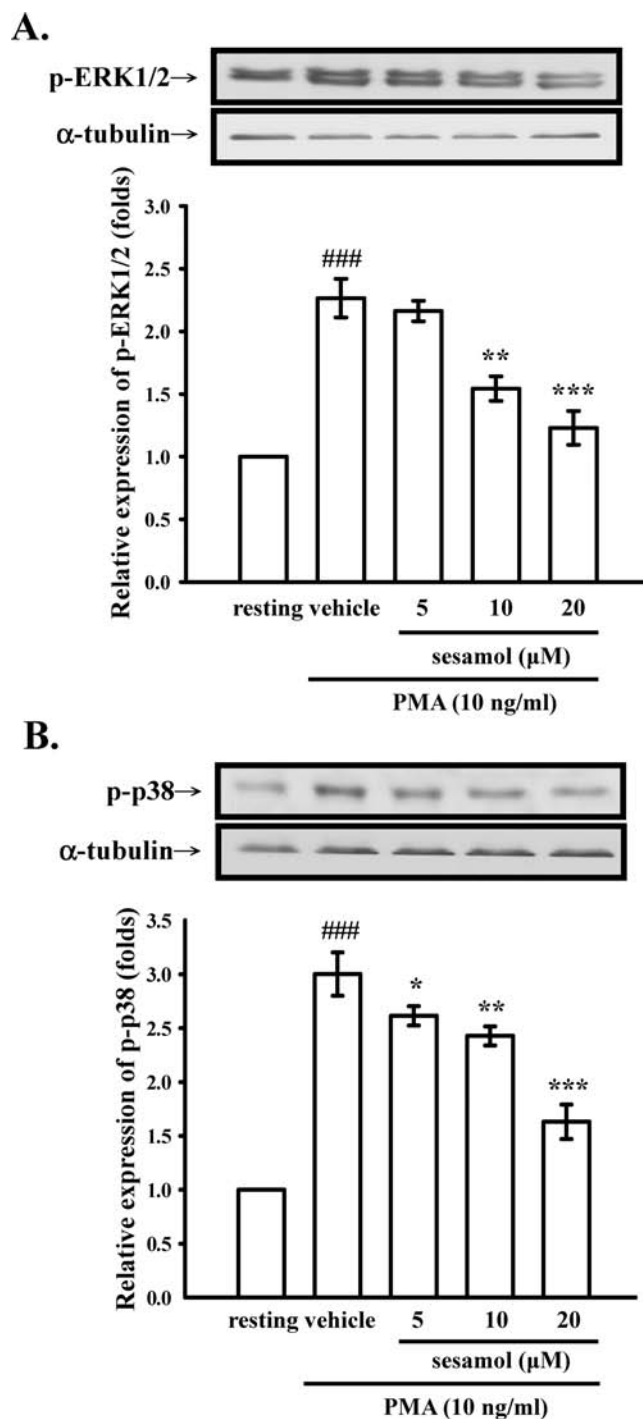 A.
p-ERK1/2→
α-tubulin→
Relative expression of p-ERK1/2 (folds)
3.0
2.5
2.0
1.5
1.0
0.5
0.0
###
**
***
resting vehicle 5 10 20
sesamol (μM)
PMA (10 ng/ml)
B.
p-p38→
α-tubulin→
Relative expression of p-p38 (folds)
3.5
3.0
2.5
2.0
1.5
1.0
0.5
0.0
###
*
**
***
resting vehicle 5 10 20
sesamol (μM)
PMA (10 ng/ml)